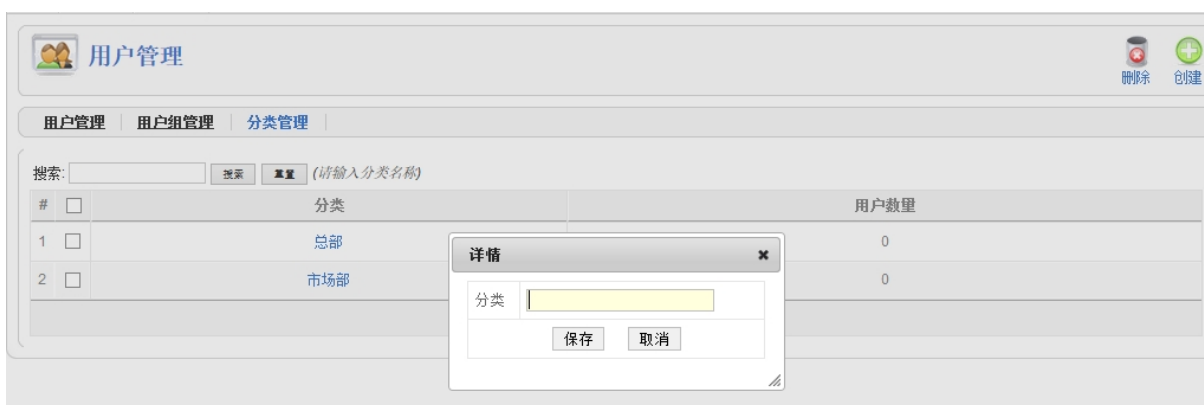 用户管理
删除 创建
用户管理 用户组管理 分类管理
搜索: 搜索 重置 (请输入分类名称)
# 分类 用户数里
1 总部 0
2 市场部 0
详情
分类
保存 取消